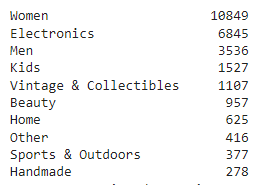 Women 10849
Electronics 6845
Men 3536
Kids 1527
Vintage & Collectibles 1107
Beauty 957
Home 625
Other 416
Sports & Outdoors 377
Handmade 278